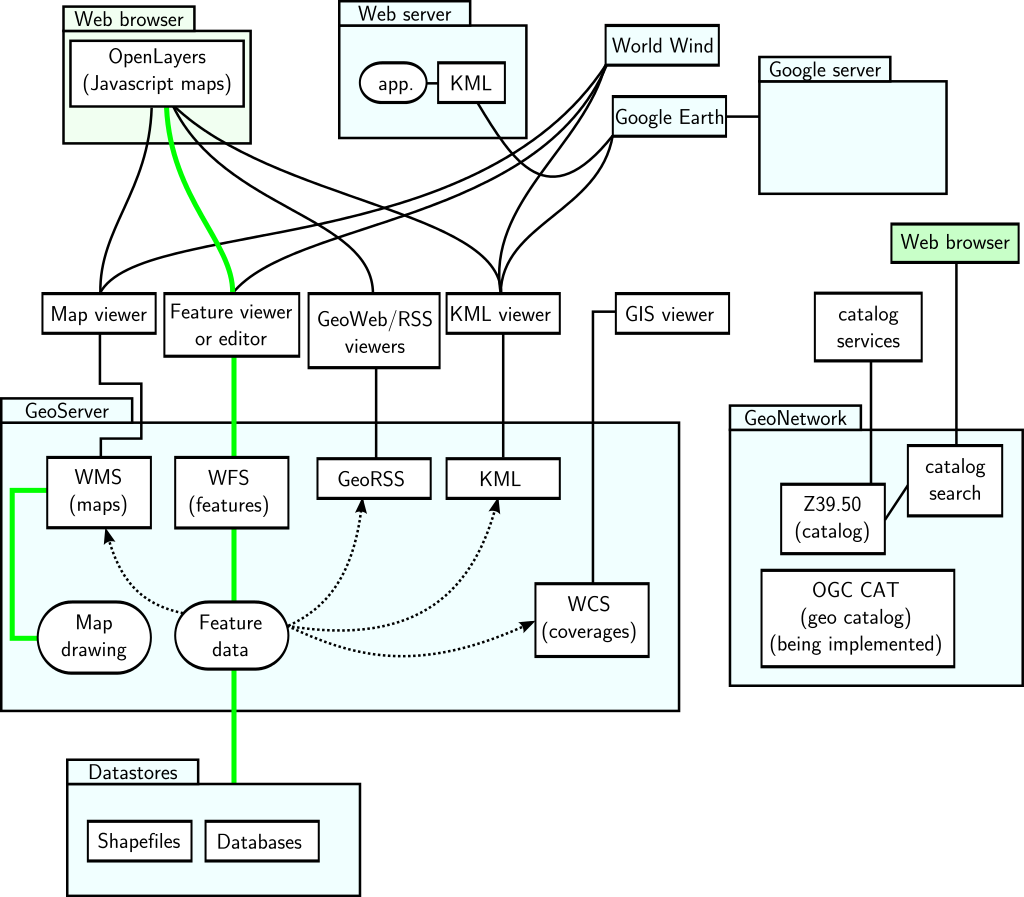 Web browser
OpenLayers
(Javascript maps)
Web server
app.
KML
World Wind
Google Earth
Google server
Web browser
Map viewer
Feature viewer
or editor
GeoWeb/RSS
viewers
KML viewer
GIS viewer
catalog
services
GeoServer
WMS
(maps)
WFS
(features)
GeoRSS
KML
Map
drawing
Feature
data
WCS
(coverages)
GeoNetwork
catalog
search
Z39.50
(catalog)
OGC CAT
(geo catalog)
(being implemented)
Datastores
Shapefiles
Databases